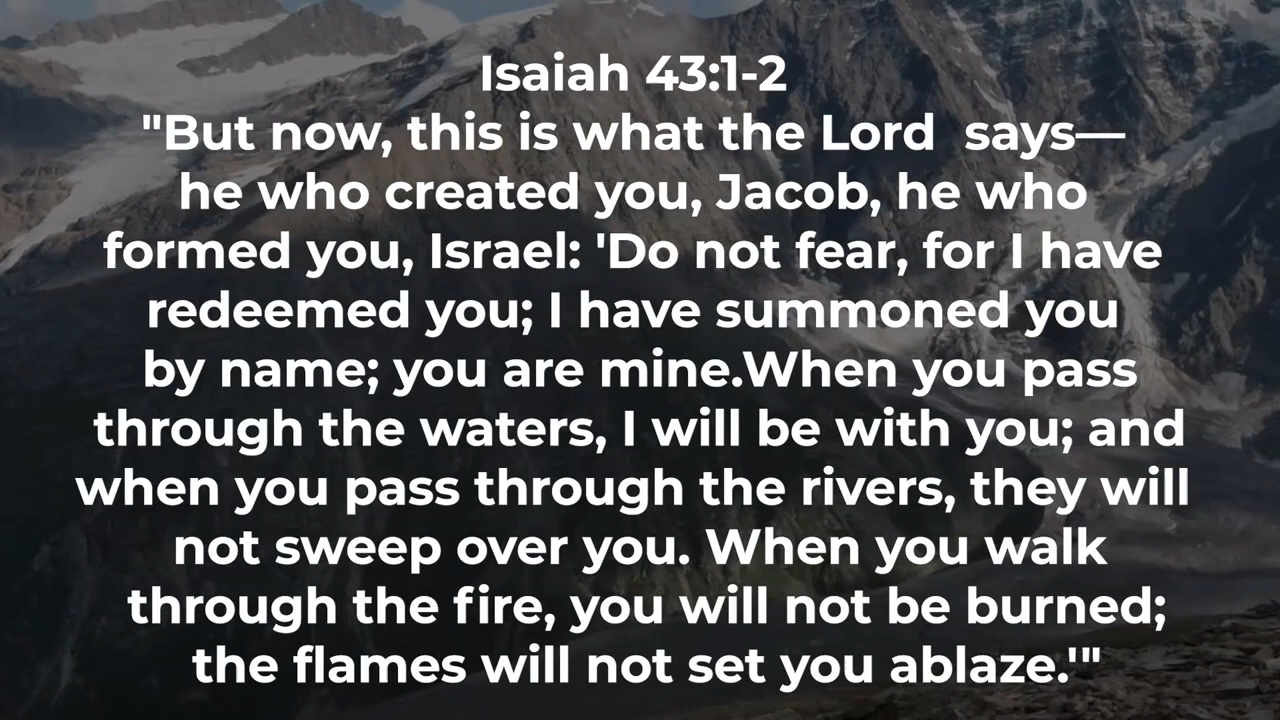 Isaiah 43:1-2
"But now, this is what the Lord  says—
he who created you, Jacob, he who
formed you, Israel: 'Do not fear, for I have
redeemed you; I have summoned you
by name; you are mine.When you pass
through the waters, I will be with you; and
when you pass through the rivers, they will
not sweep over you. When you walk
through the fire, you will not be burned;
the flames will not set you ablaze.'"